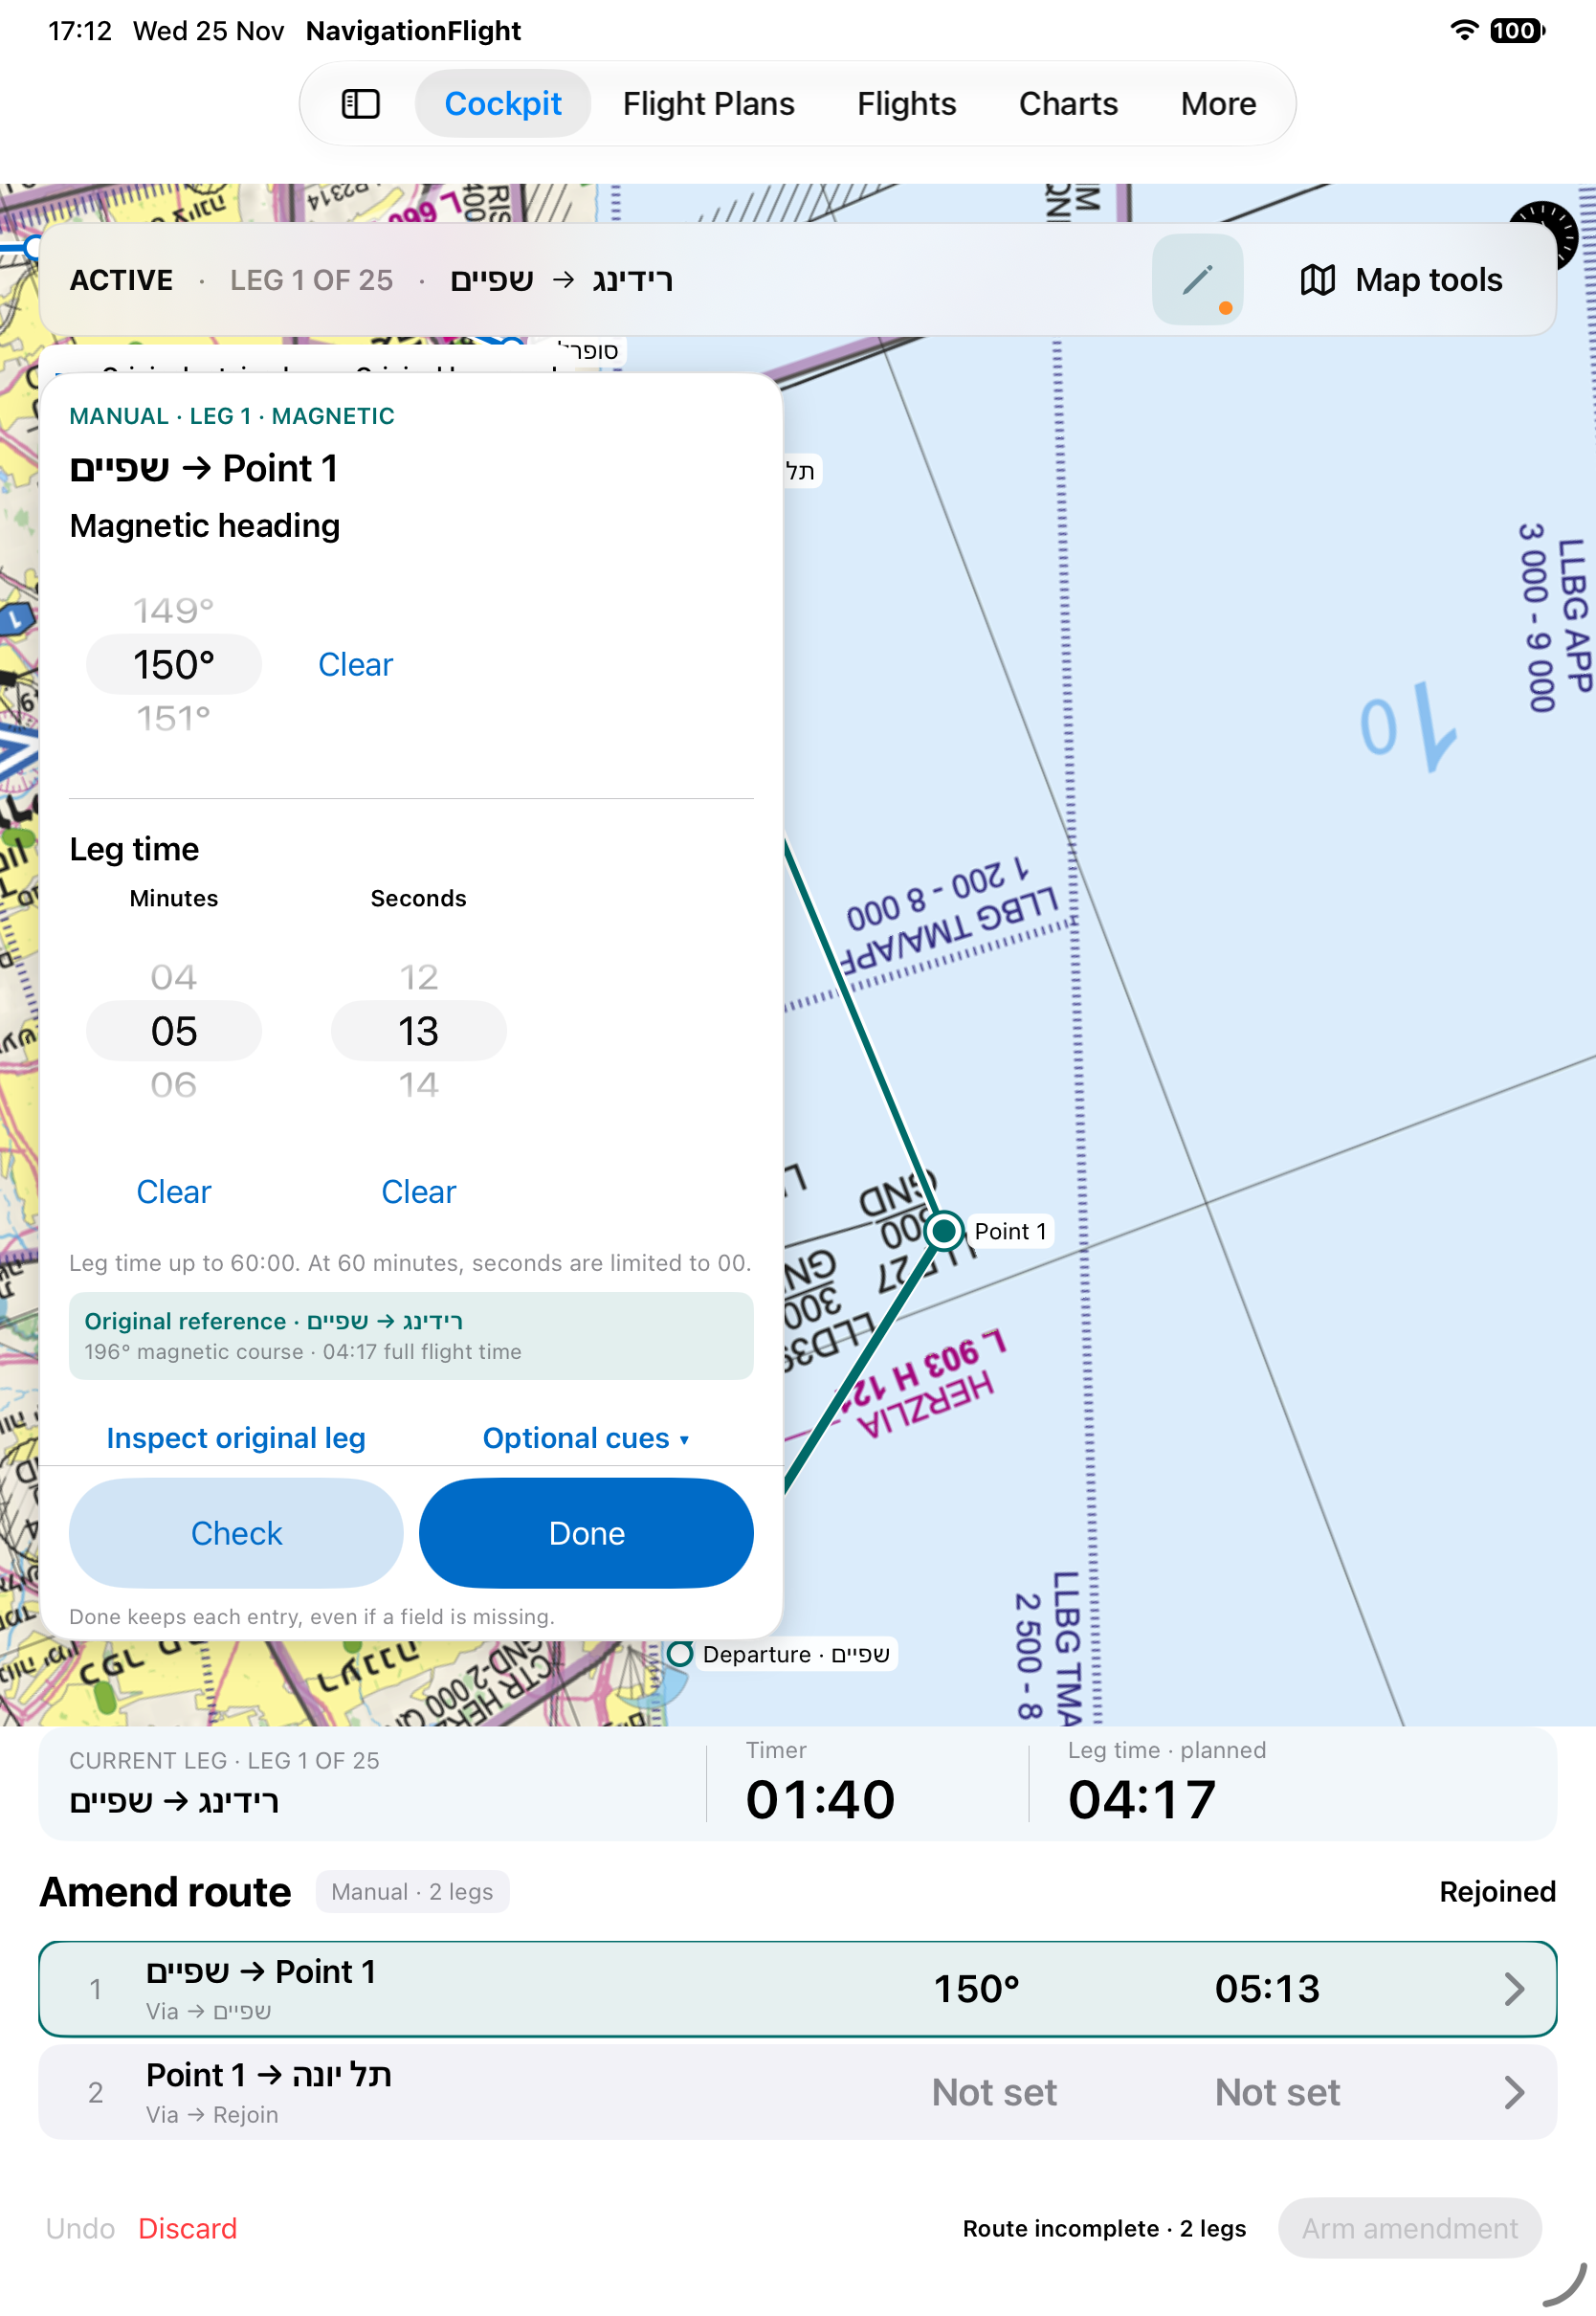 17:12 Wed 25 Nov NavigationFlight 100
Cockpit Flight Plans Flights Charts More
ACTIVE · LEG 1 OF 25 · שפיים → רידינג
Map tools
MANUAL · LEG 1 · MAGNETIC
שפיים → Point 1
Magnetic heading
149°
150° Clear
151°
Leg time
Minutes Seconds
04 12
05 13
06 14
Clear Clear
Leg time up to 60:00. At 60 minutes, seconds are limited to 00.
Original reference · שפיים → רידינג
196° magnetic course · 04:17 full flight time
Inspect original leg Optional cues ▾
Check Done
Done keeps each entry, even if a field is missing.
תל
LLBG APP
3 000 - 9 000
10
LLBG TMA/APP
1 200 - 8 000
GND
Point 1
HERZLIA
L 903 H
LLBG TMA
2 500 - 8
Departure · שפיים
CURRENT LEG · LEG 1 OF 25
שפיים → רידינג
Timer
01:40
Leg time · planned
04:17
Amend route Manual · 2 legs Rejoined
1 שפיים → Point 1 150° 05:13
Via → שפיים
2 Point 1 → תל יונה Not set Not set
Via → Rejoin
Undo Discard Route incomplete · 2 legs Arm amendment